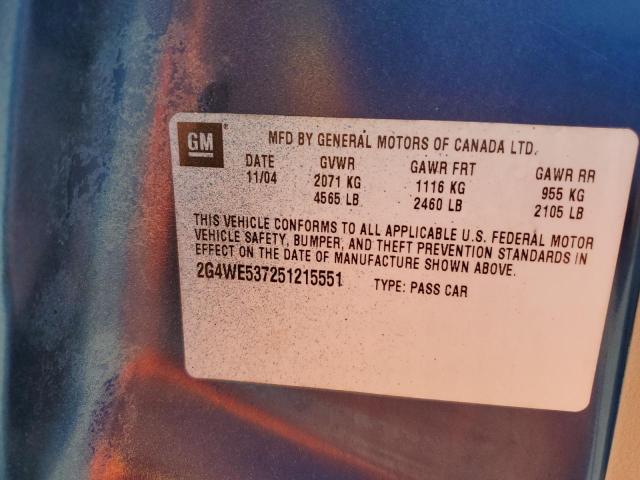 GM ® MFD BY GENERAL MOTORS OF CANADA LTD.
DATE GVWR GAWR FRT GAWR RR
11/04 2071 KG 1116 KG 955 KG
4565 LB 2460 LB 2105 LB
THIS VEHICLE CONFORMS TO ALL APPLICABLE U.S. FEDERAL MOTOR
VEHICLE SAFETY, BUMPER, AND THEFT PREVENTION STANDARDS IN
EFFECT ON THE DATE OF MANUFACTURE SHOWN ABOVE.
2G4WE537251215551 TYPE: PASS CAR